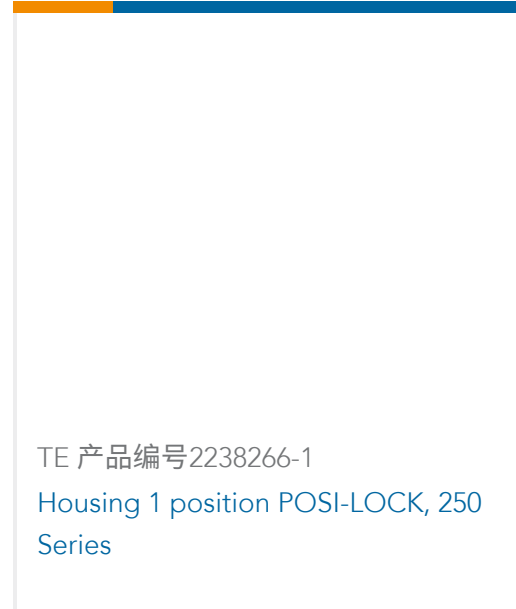 TE 产品编号2238266-1
Housing 1 position POSI-LOCK, 250
Series